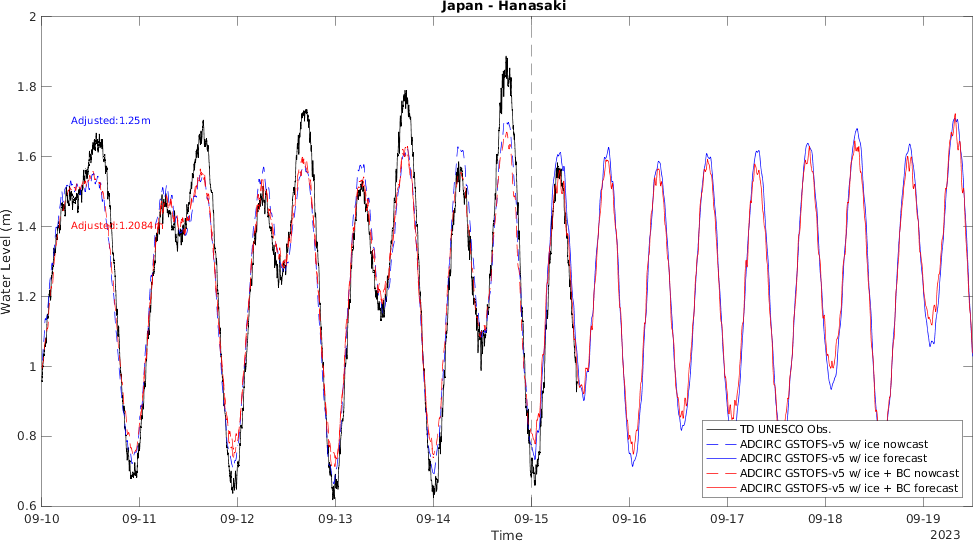 Japan - Hanasaki
2
1.8
1.6
1.4
1.2
1
0.8
0.6
Water Level (m)
Adjusted:1.25m
Adjusted:1.2084m
TD UNESCO Obs.
ADCIRC GSTOFS-v5 w/ ice nowcast
ADCIRC GSTOFS-v5 w/ ice forecast
ADCIRC GSTOFS-v5 w/ ice + BC nowcast
ADCIRC GSTOFS-v5 w/ ice + BC forecast
09-10 09-11 09-12 09-13 09-14 09-15 09-16 09-17 09-18 09-19
Time
2023